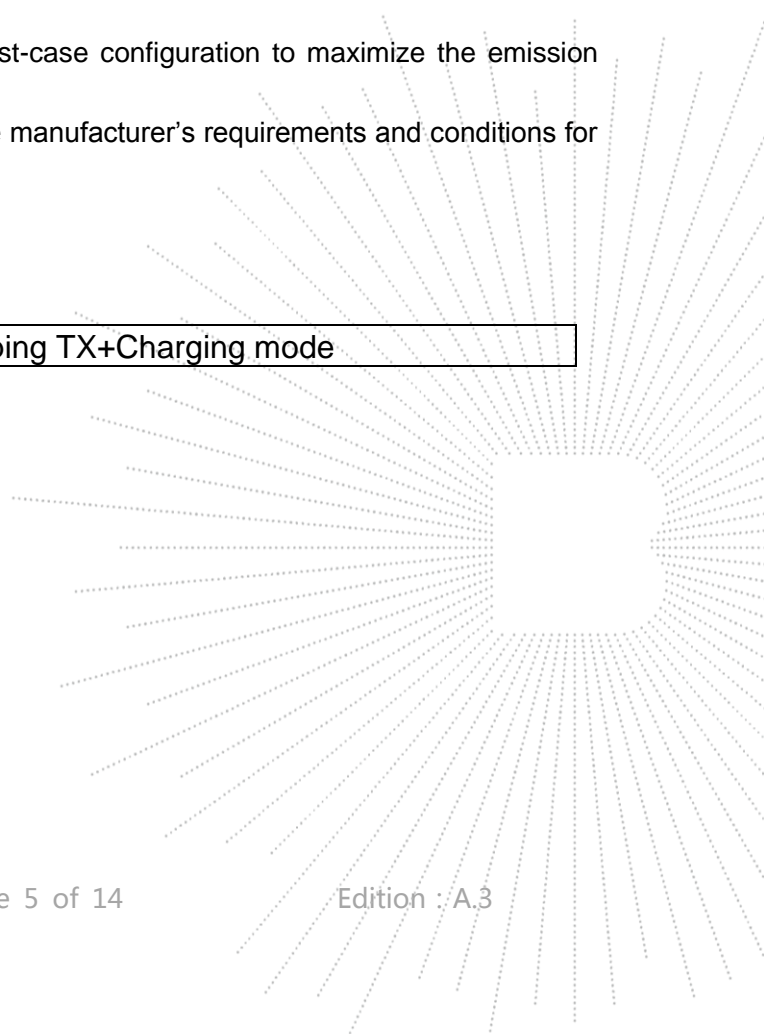 st-case configuration to maximize the emission
manufacturer's requirements and conditions for
ing TX+Charging mode
e 5 of 14 Edition : A.3